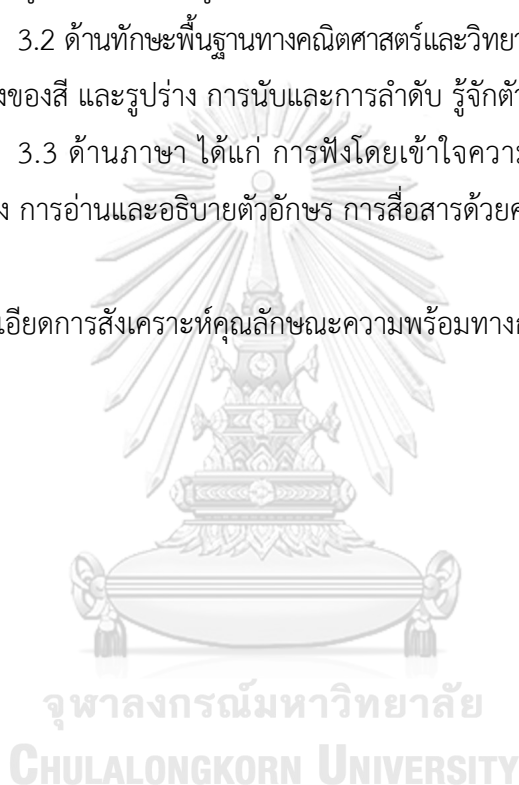 3.2 ด้านทักษะพื้นฐานทางคณิตศาสตร์และวิทยา
ของสี และรูปร่าง การนับและการลำดับ รู้จักตั
3.3 ด้านภาษา ได้แก่ การฟังโดยเข้าใจความ
การอ่านและอธิบายตัวอักษร การสื่อสารด้วย
เอียดการสังเคราะห์คุณลักษณะความพร้อมทาง
จุฬาลงกรณ์มหาวิทยาลัย
CHULALONGKORN UNIVERSITY